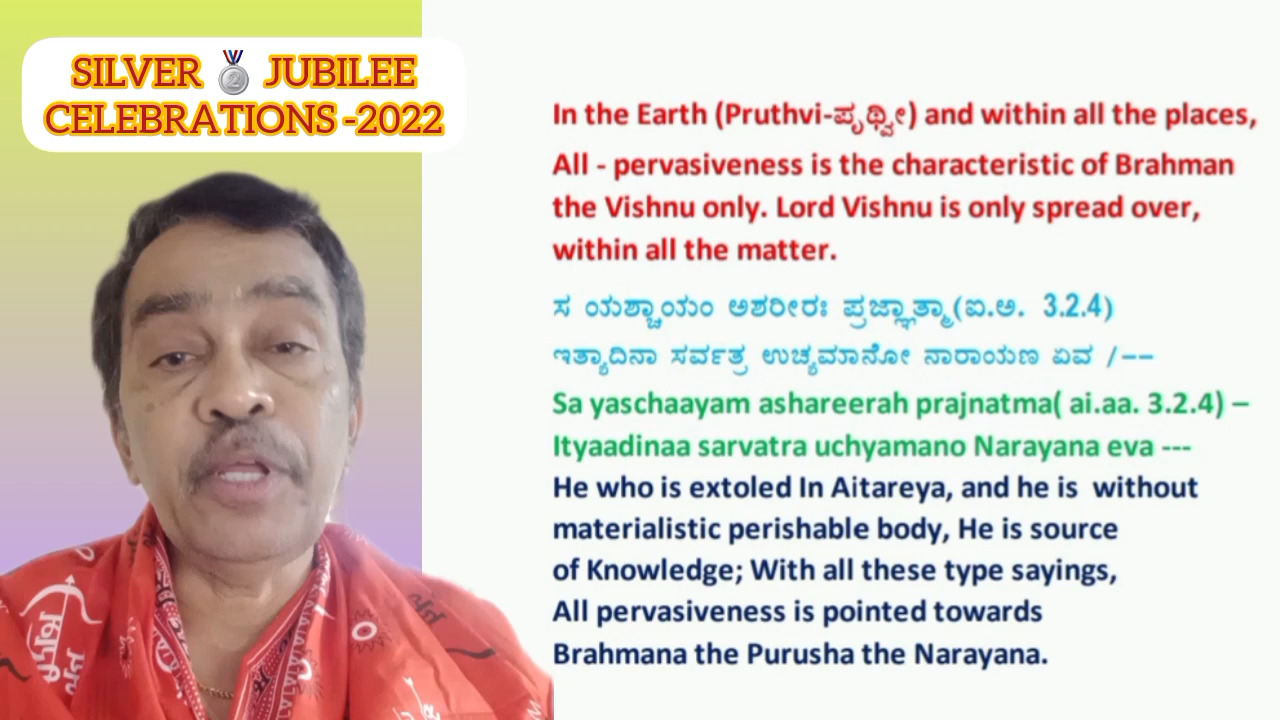 SILVER JUBILEE
CELEBRATIONS -2022
In the Earth (Pruthvi-ಪೃಥ್ವೀ) and within all the places,
All - pervasiveness is the characteristic of Brahman
the Vishnu only. Lord Vishnu is only spread over,
within all the matter.
ಸ ಯಶ್ಚಾಯಂ ಅಶರೀರಃ ಪ್ರಜ್ಞಾತ್ಮಾ(ಐ.ಅ. 3.2.4)
ಇತ್ಯಾದಿನಾ ಸರ್ವತ್ರ ಉಚ್ಯಮಾನೋ ನಾರಾಯಣ ಏವ /--
Sa yaschaayam ashareerah prajnatma( ai.aa. 3.2.4) –
Ityaadinaa sarvatra uchyamano Narayana eva ---
He who is extoled In Aitareya, and he is without
materialistic perishable body, He is source
of Knowledge; With all these type sayings,
All pervasiveness is pointed towards
Brahmana the Purusha the Narayana.